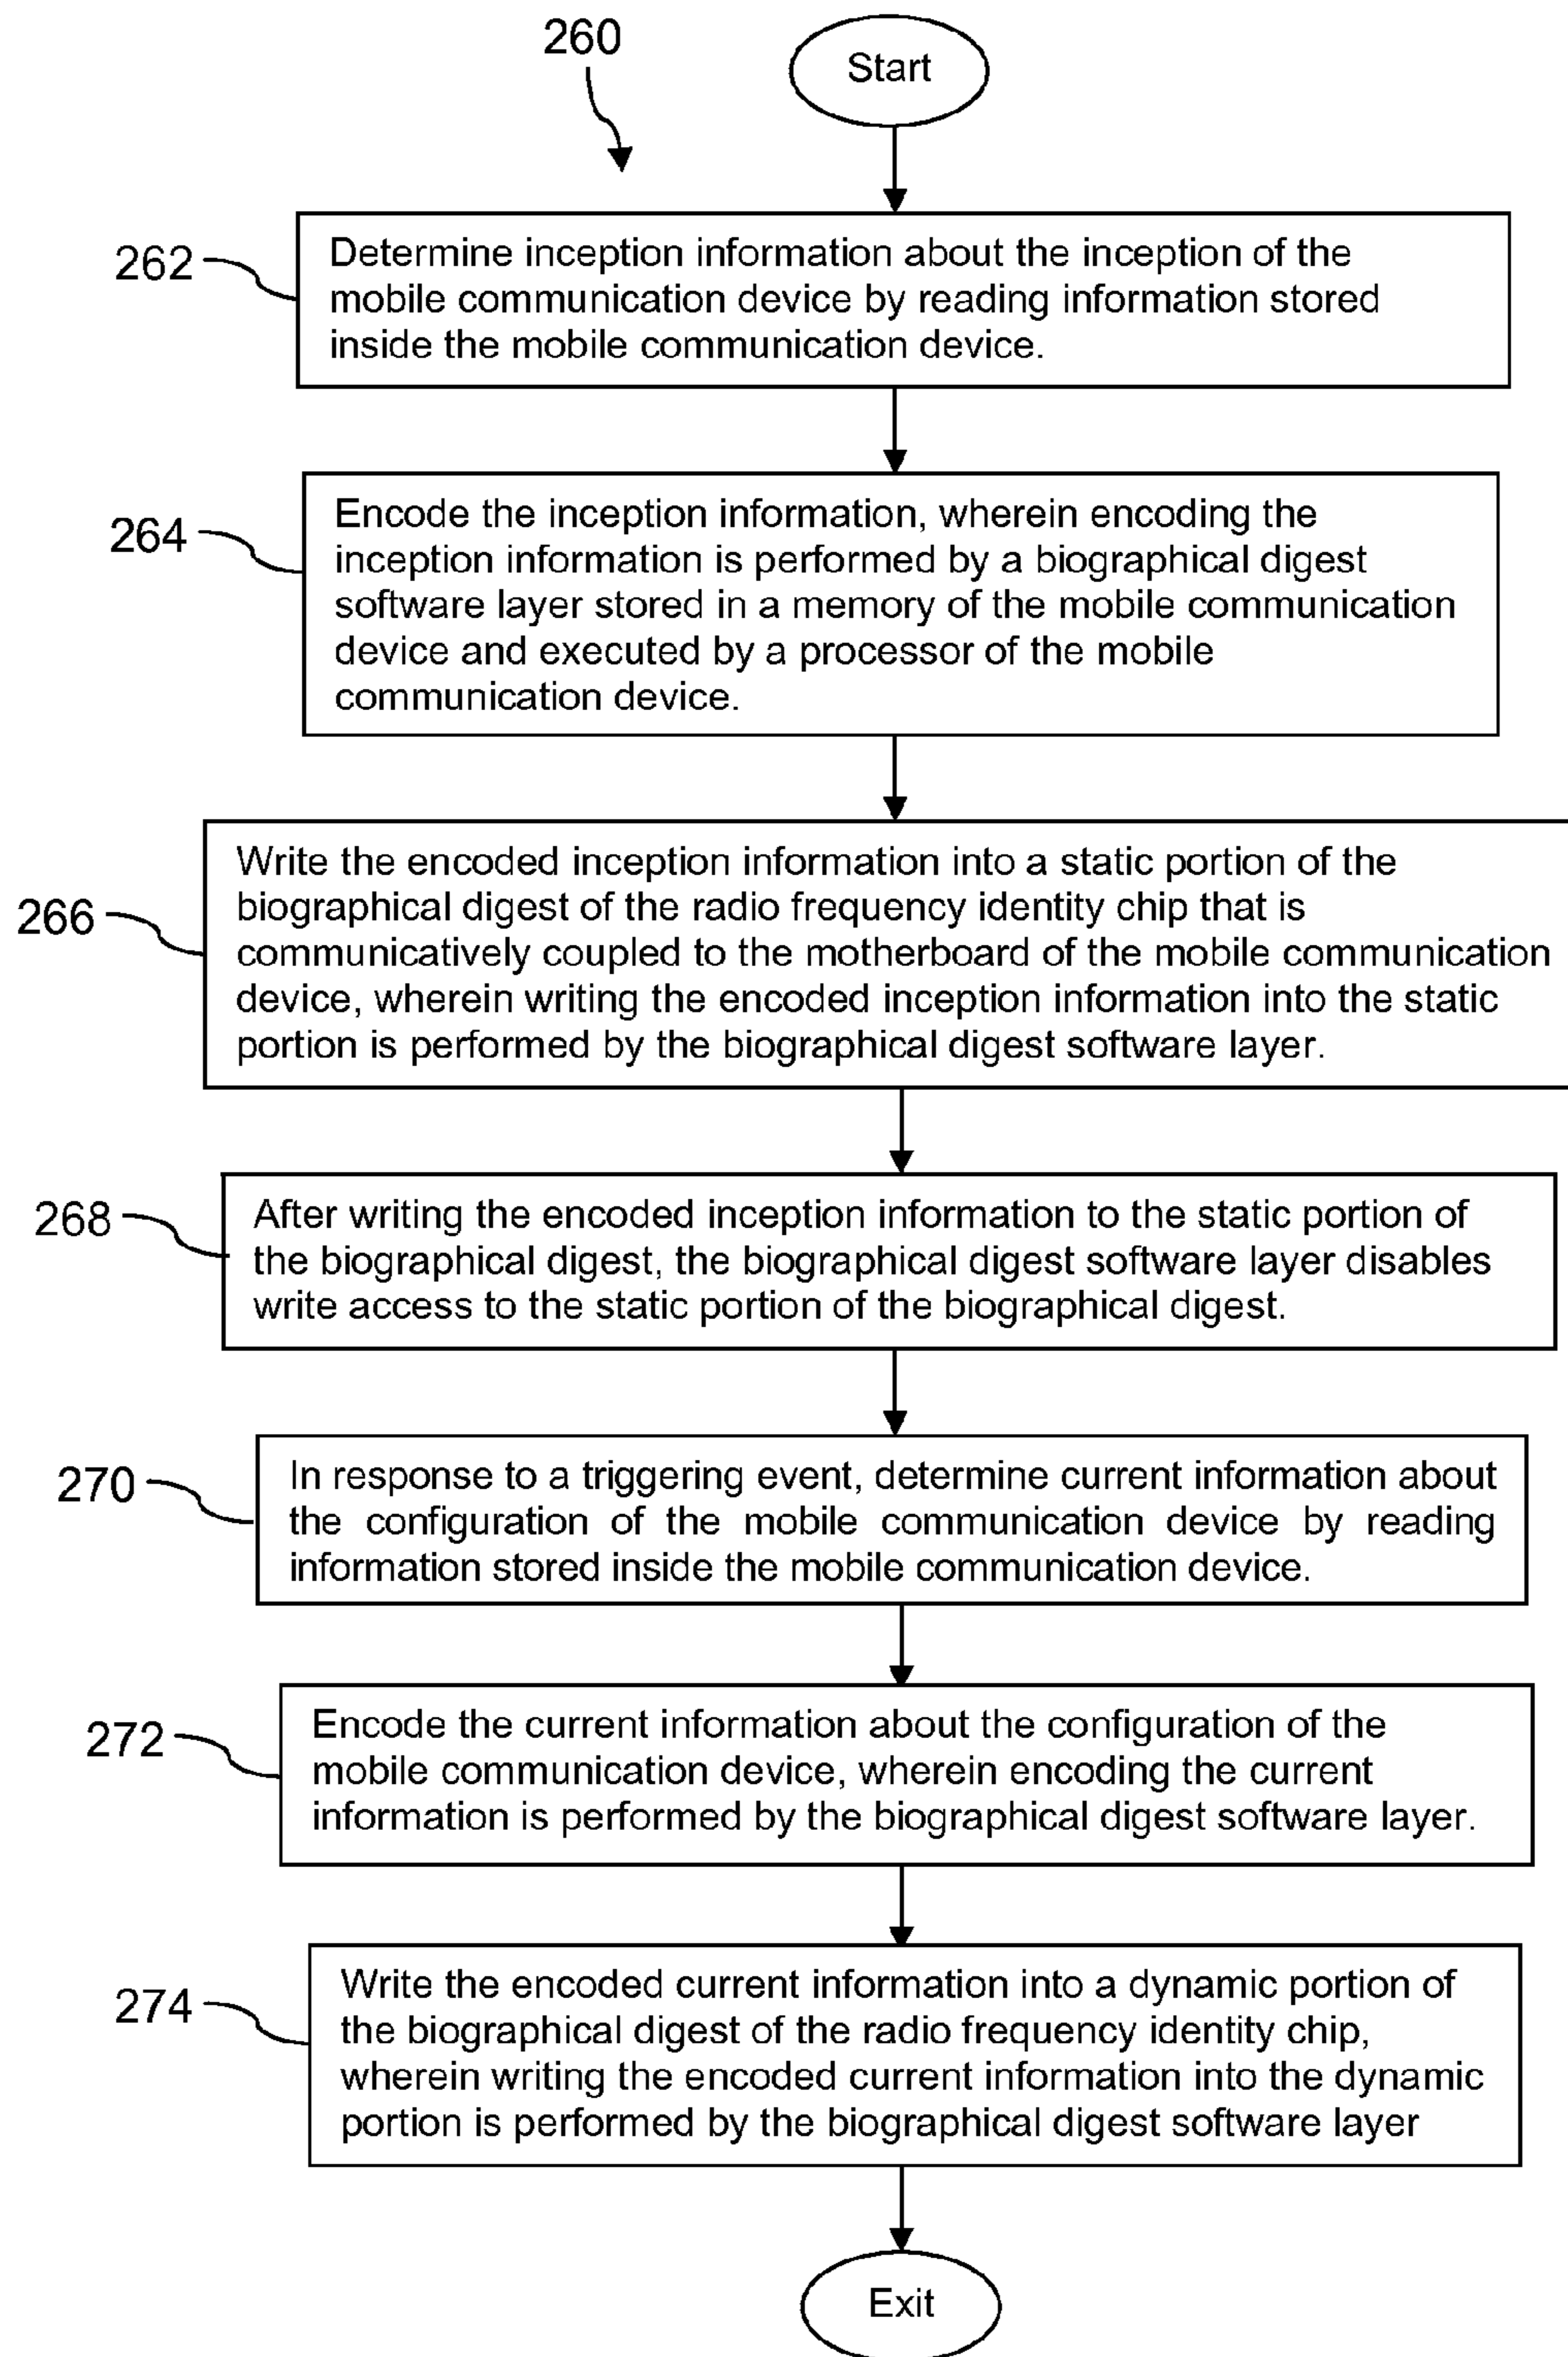 260
Start
262
Determine inception information about the inception of the
mobile communication device by reading information stored
inside the mobile communication device.
264
Encode the inception information, wherein encoding the
inception information is performed by a biographical digest
software layer stored in a memory of the mobile communication
device and executed by a processor of the mobile
communication device.
266
Write the encoded inception information into a static portion of the
biographical digest of the radio frequency identity chip that is
communicatively coupled to the motherboard of the mobile communication
device, wherein writing the encoded inception information into the static
portion is performed by the biographical digest software layer.
268
After writing the encoded inception information to the static portion of
the biographical digest, the biographical digest software layer disables
write access to the static portion of the biographical digest.
270
In response to a triggering event, determine current information about
the configuration of the mobile communication device by reading
information stored inside the mobile communication device.
272
Encode the current information about the configuration of the
mobile communication device, wherein encoding the current
information is performed by the biographical digest software layer.
274
Write the encoded current information into a dynamic portion of
the biographical digest of the radio frequency identity chip,
wherein writing the encoded current information into the dynamic
portion is performed by the biographical digest software layer
Exit